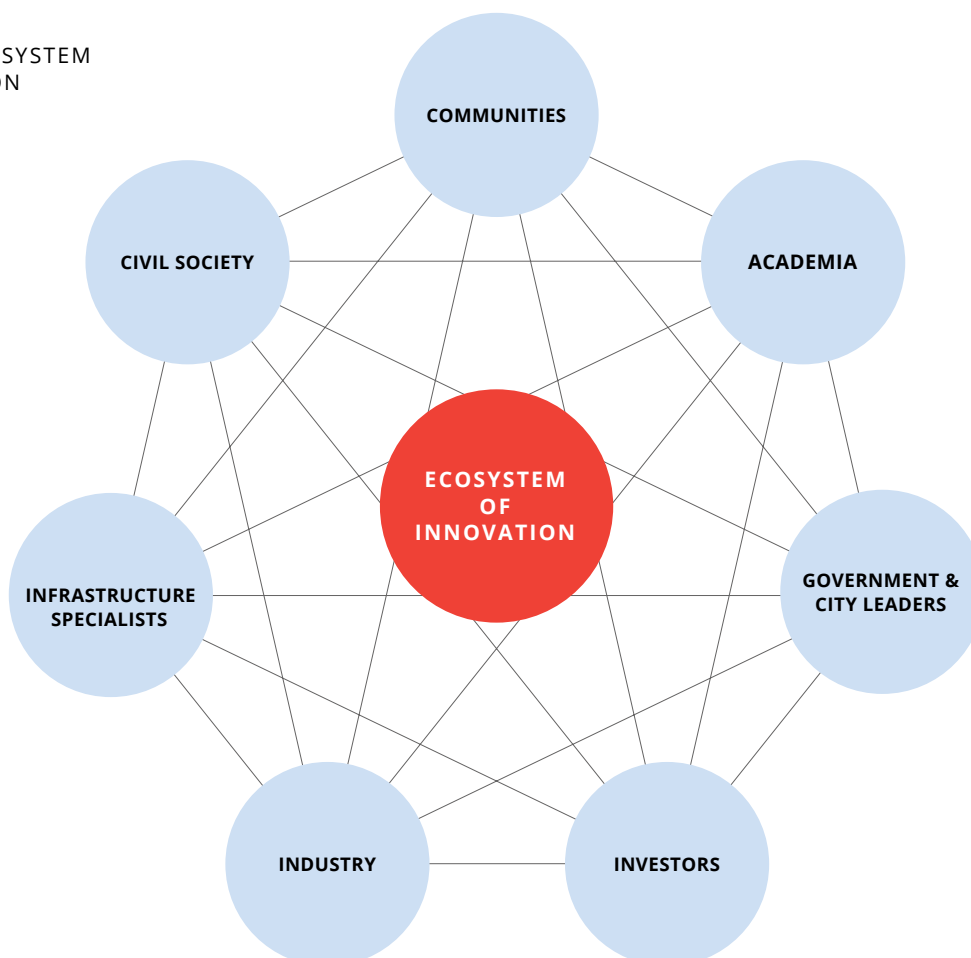 SYSTEM
ON
COMMUNITIES
CIVIL SOCIETY
ACADEMIA
ECOSYSTEM
OF
INNOVATION
INFRASTRUCTURE
SPECIALISTS
GOVERNMENT &
CITY LEADERS
INDUSTRY
INVESTORS